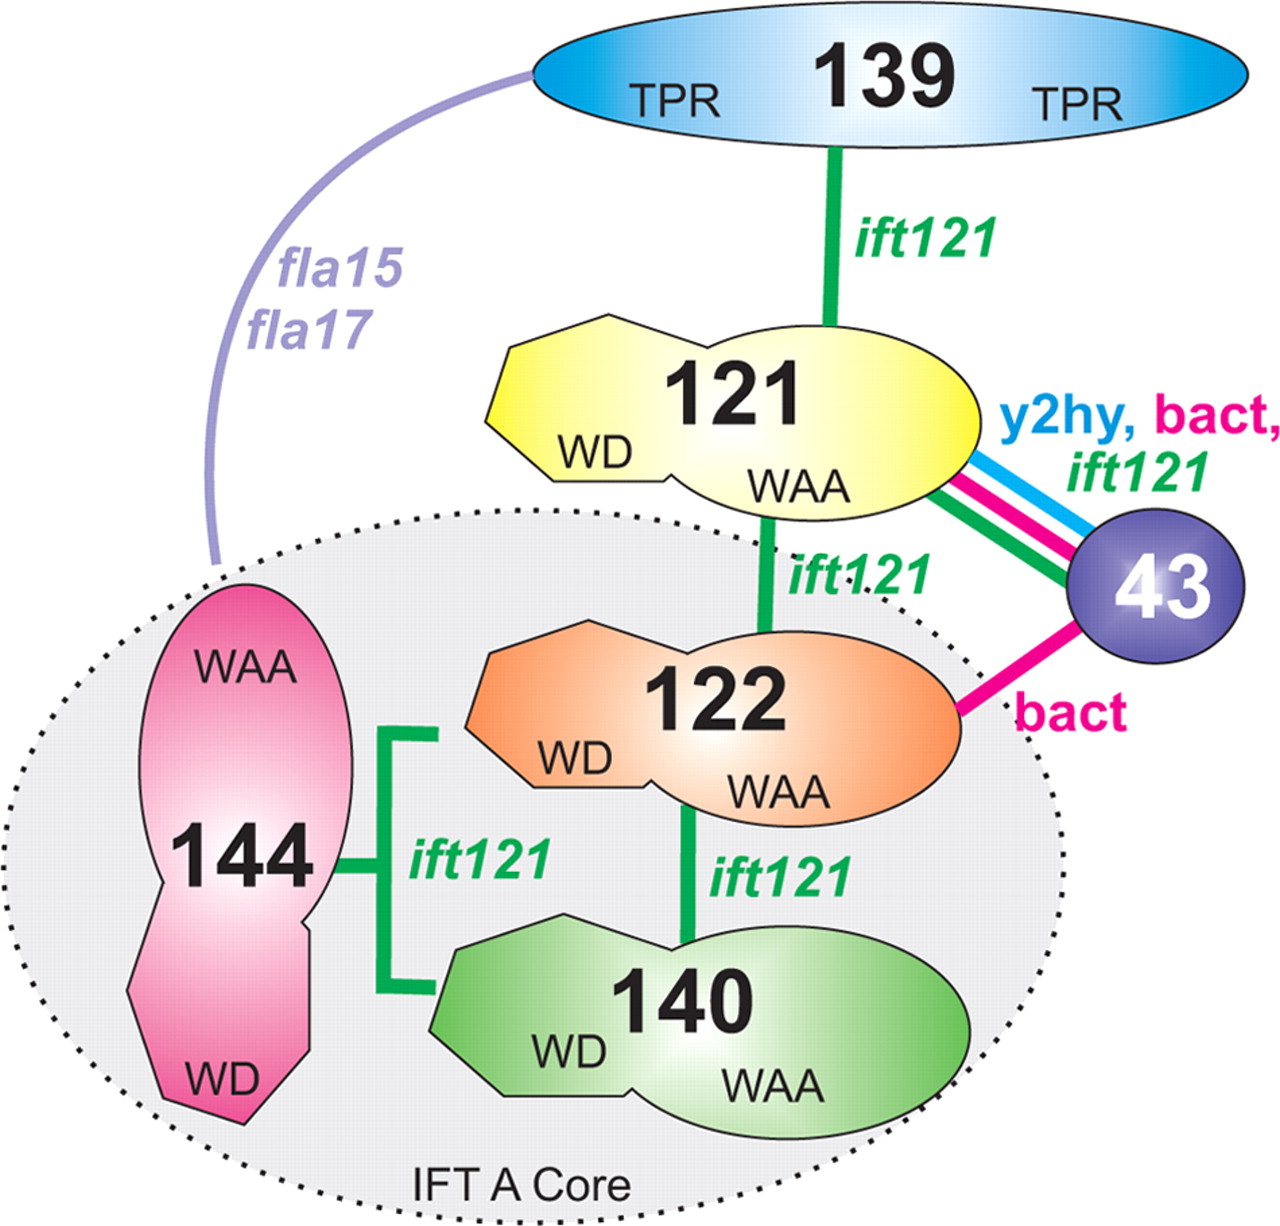 139
TPR
TPR
ift121
fla15
fla17
121
WD
WAA
y2hy, bact,
ift121
43
ift121
bact
WAA
122
WD
WAA
144
ift121
ift121
140
WD
WAA
WD
IFT A Core